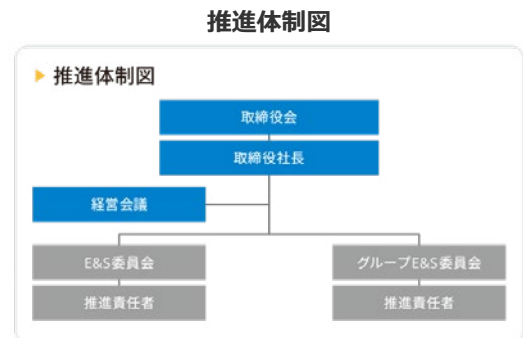 推進体制図
推進体制図
取締役会
取締役社長
経営会議
E&S委員会
グループE&S委員会
推進責任者
推進責任者